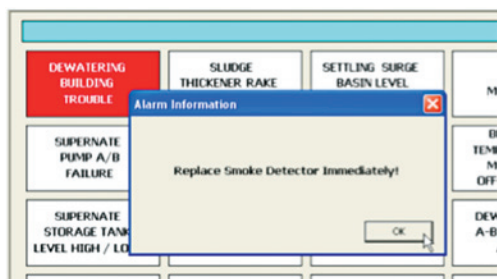 DEWATERING
BUILDING
TROUBLE
SLUDGE
THICKENER RAKE
SETTLING SURGE
BASIN LEVEL
Alarm Information
Replace Smoke Detector Immediately!
OK
SUPERNATE
PUMP A/B
FAILURE
SUPERNATE
STORAGE TANK
LEVEL HIGH / LO